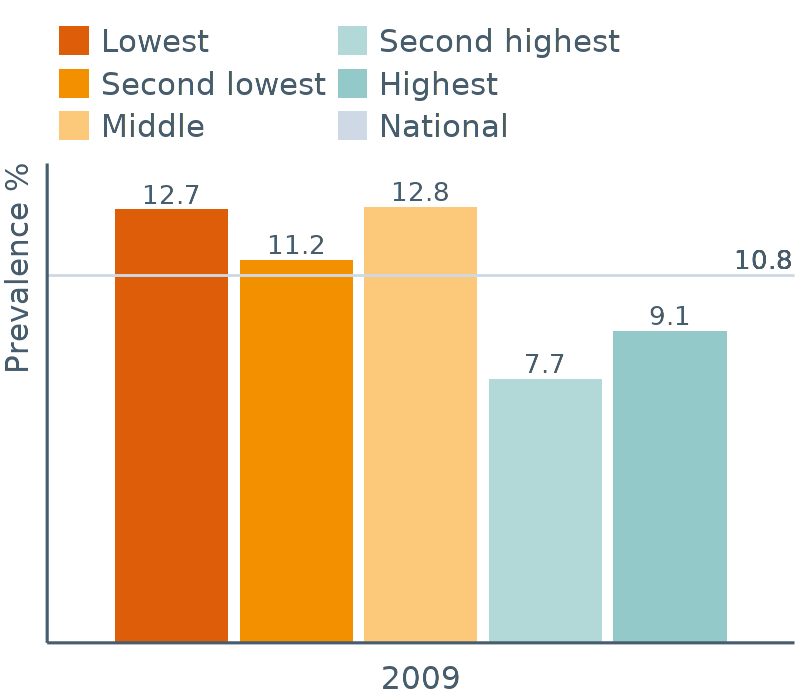 Lowest
Second lowest
Middle
Second highest
Highest
National
Prevalence %
12.7
11.2
12.8
7.7
9.1
10.8
2009